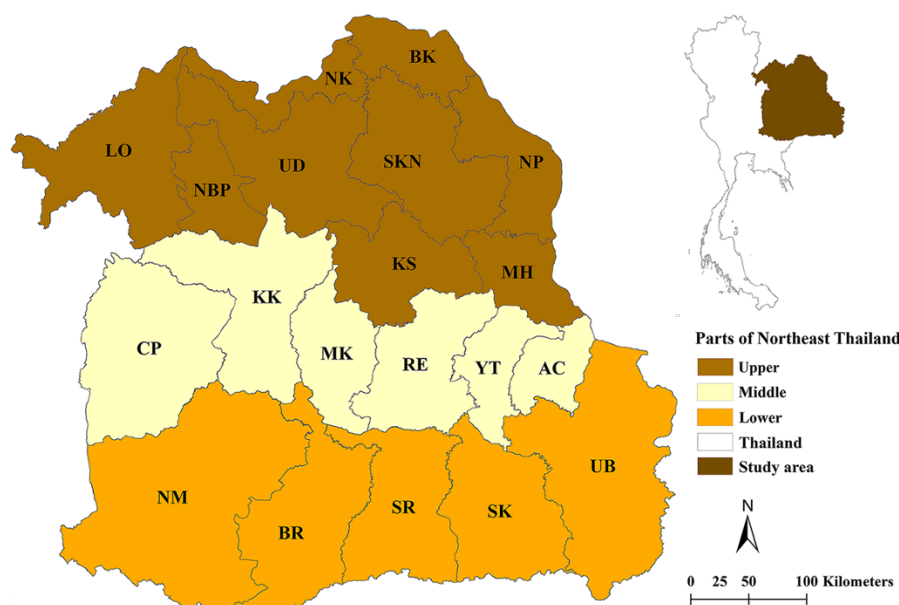 BK
NK
LO
UD
SKN
NP
NBP
KS
MH
KK
CP
MK
RE
YT
AC
NM
BR
SR
SK
UB
Parts of Northeast Thailand
Upper
Middle
Lower
Thailand
Study area
N
0 25 50 100 Kilometers